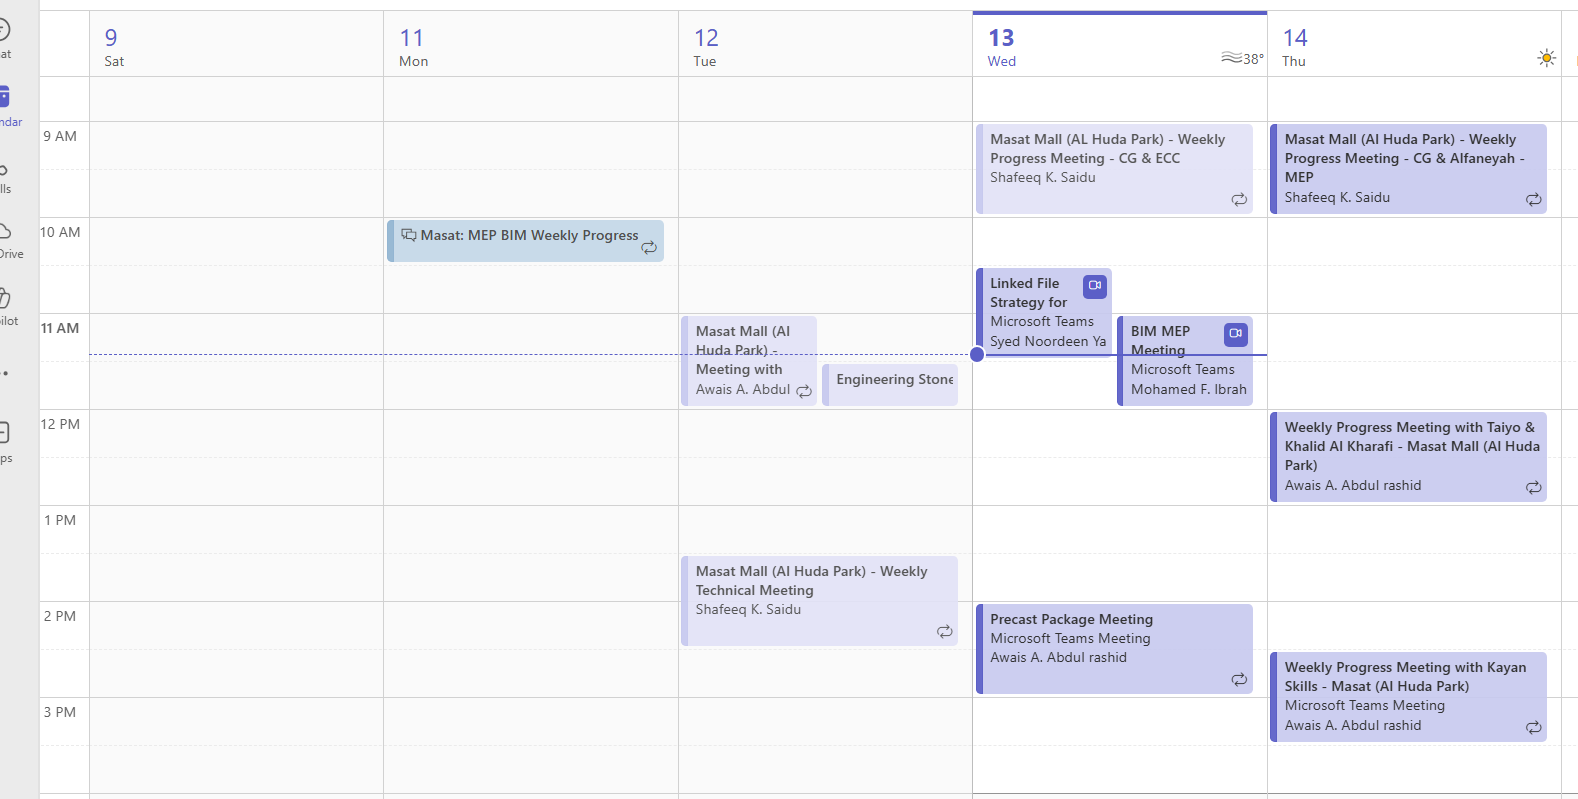 at
ndar
lls
Drive
ilot
ps
9
Sat
11
Mon
12
Tue
13
Wed
38°
14
Thu
9 AM
10 AM
11 AM
12 PM
1 PM
2 PM
3 PM
Masat: MEP BIM Weekly Progress
Masat Mall (Al
Huda Park) -
Meeting with
Awais A. Abdul
Engineering Stone
Masat Mall (Al Huda Park) - Weekly
Technical Meeting
Shafeeq K. Saidu
Masat Mall (AL Huda Park) - Weekly
Progress Meeting - CG & ECC
Shafeeq K. Saidu
Linked File
Strategy for
Microsoft Teams
Syed Noordeen Ya
BIM MEP
Meeting
Microsoft Teams
Mohamed F. Ibrah
Precast Package Meeting
Microsoft Teams Meeting
Awais A. Abdul rashid
Masat Mall (Al Huda Park) - Weekly
Progress Meeting - CG & Alfaneyah -
MEP
Shafeeq K. Saidu
Weekly Progress Meeting with Taiyo &
Khalid Al Kharafi - Masat Mall (Al Huda
Park)
Awais A. Abdul rashid
Weekly Progress Meeting with Kayan
Skills - Masat (Al Huda Park)
Microsoft Teams Meeting
Awais A. Abdul rashid